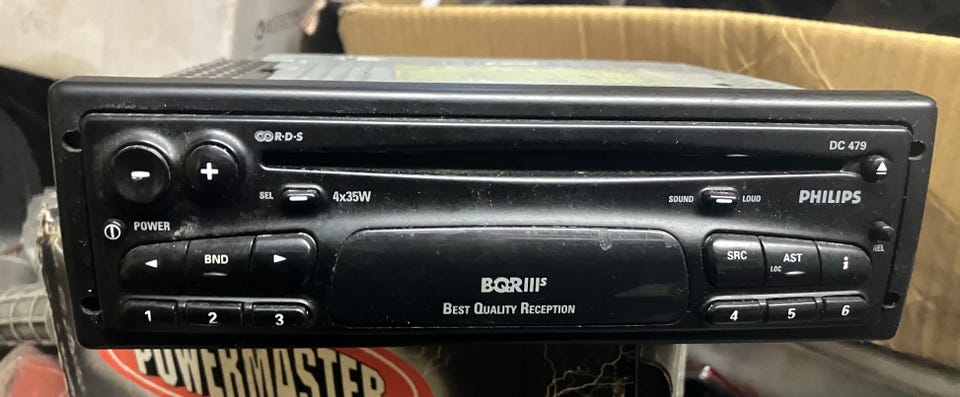 R·D·S
DC 479
- +
SEL 4x35W
SOUND LOUD
PHILIPS
POWER
REL
BND
SRC AST i
LOC
BQRIIIS
BEST QUALITY RECEPTION
1 2 3
4 5 6
POWERMASTER